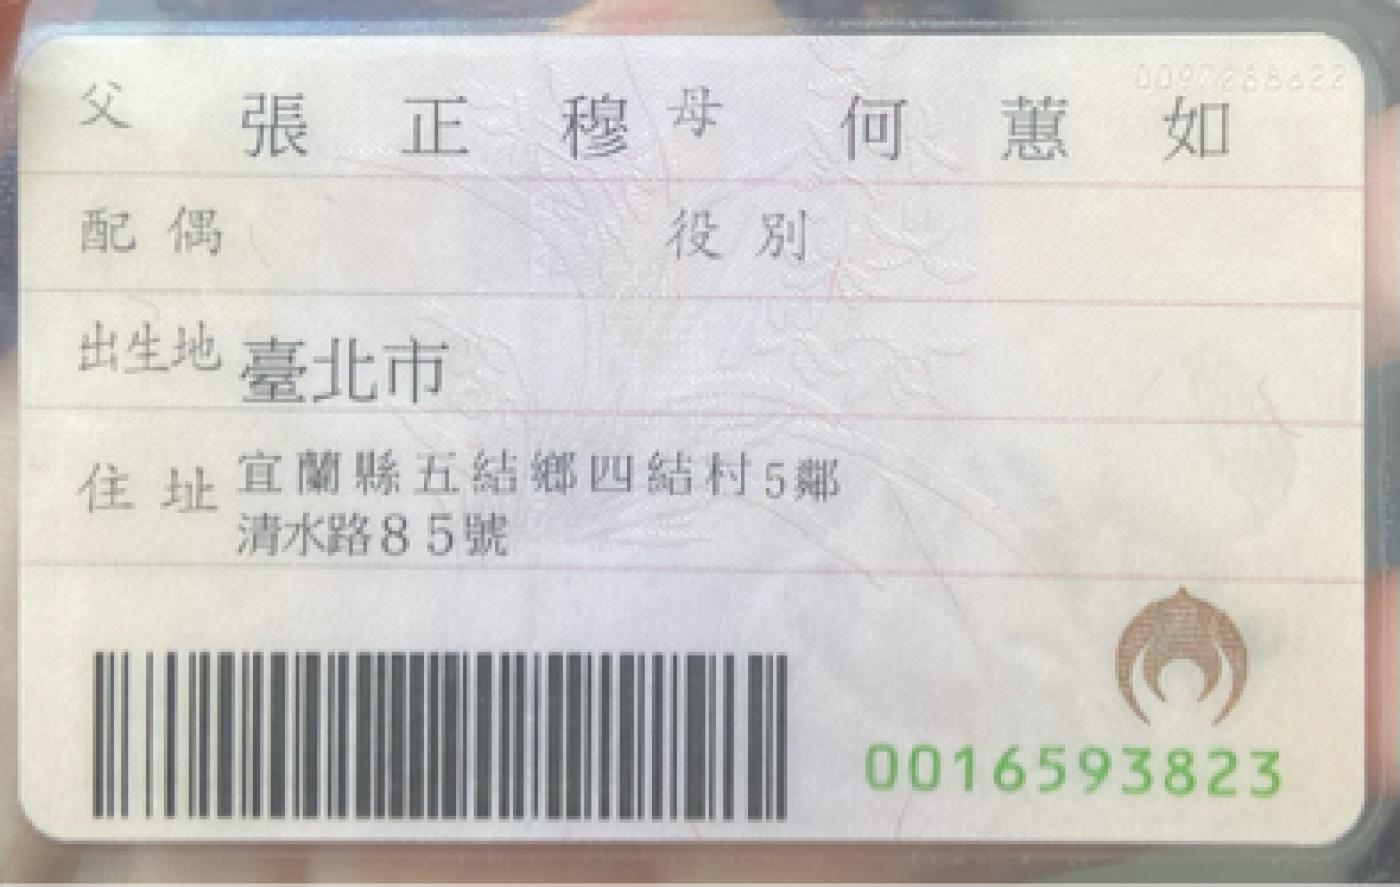 0097288622
父 張正穆 母 何蕙如
配偶 役別
出生地 臺北市
住址 宜蘭縣五結鄉四結村5鄰
清水路85號
0016593823